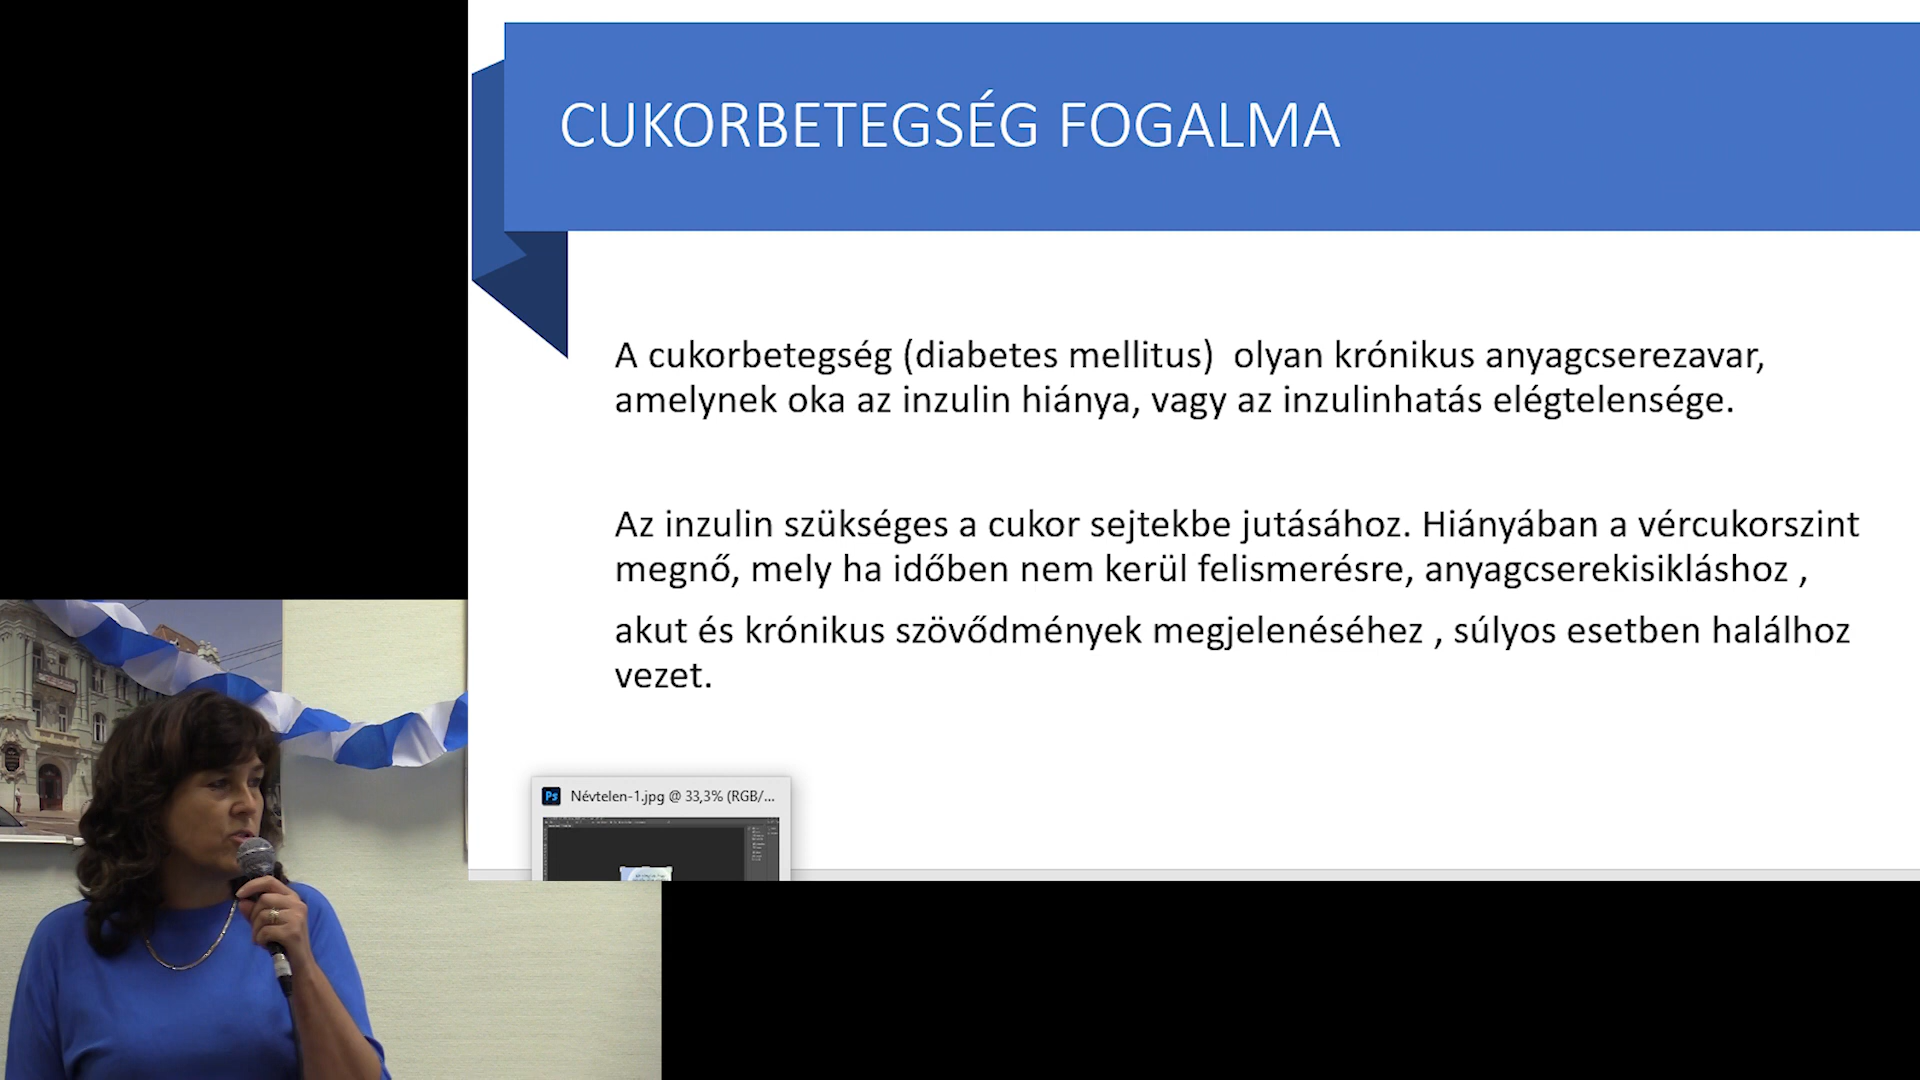 CUKORBETEGSÉG FOGALMA
A cukorbetegség (diabetes mellitus)  olyan krónikus anyagcserezavar,
amelynek oka az inzulin hiánya, vagy az inzulinhatás elégtelensége.
Az inzulin szükséges a cukor sejtekbe jutásához. Hiányában a vércukorszint
megnő, mely ha időben nem kerül felismerésre, anyagcserekisikláshoz ,
akut és krónikus szövődmények megjelenéséhez , súlyos esetben halálhoz
vezet.
Ps Névtelen-1.jpg @ 33,3% (RGB/...